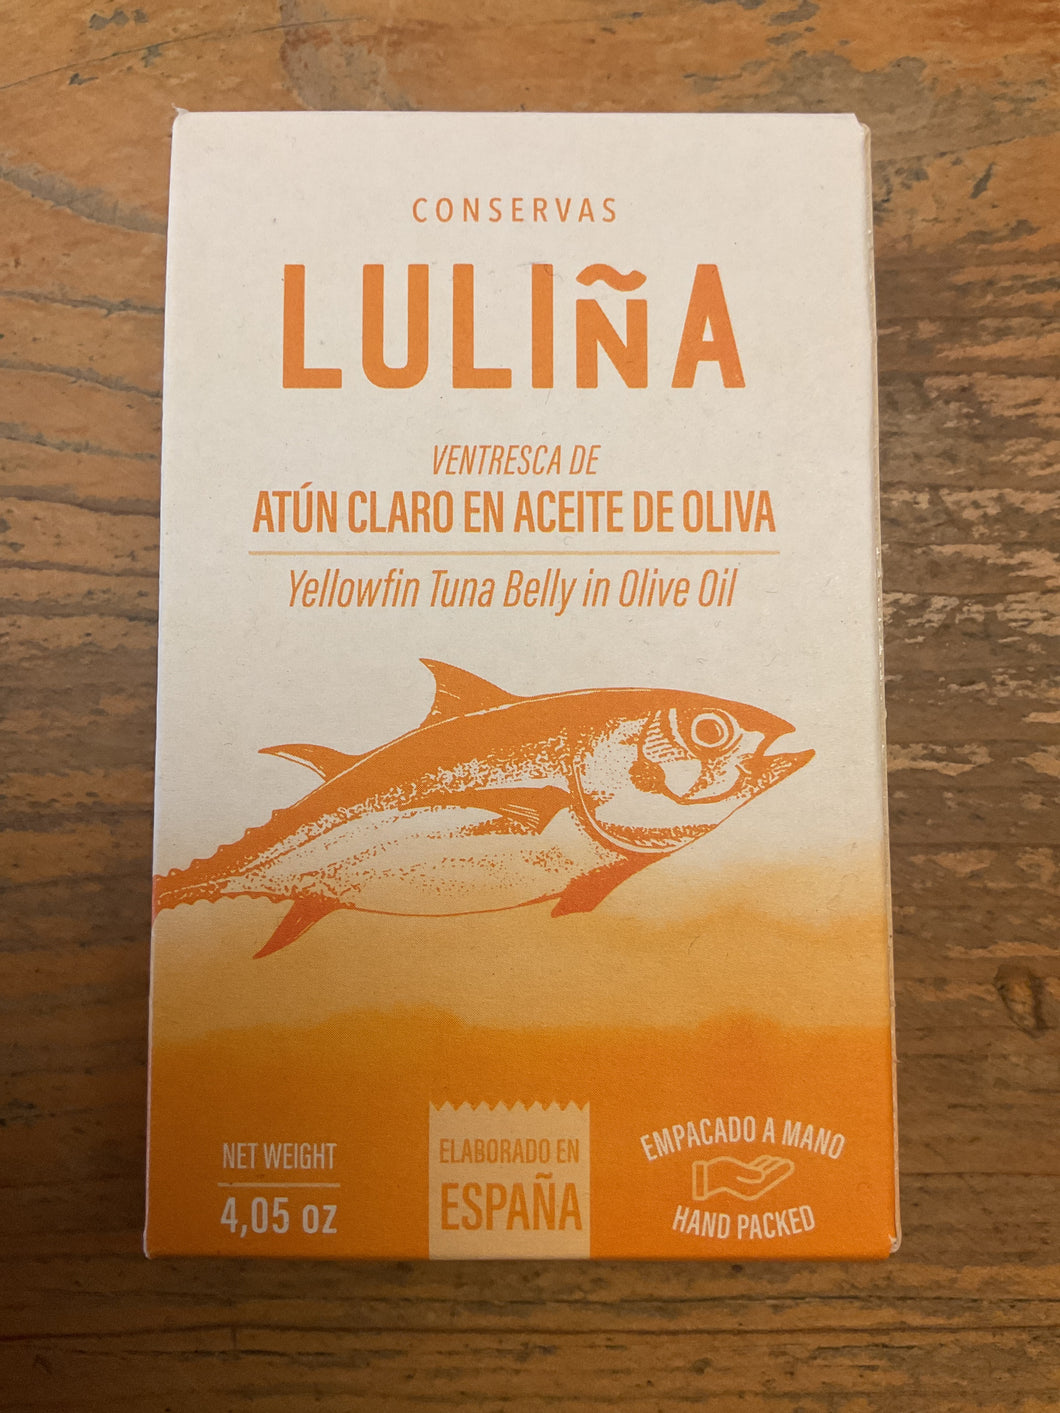 CONSERVAS
LULIÑA
VENTRESCA DE
ATÚN CLARO EN ACEITE DE OLIVA
Yellowfin Tuna Belly in Olive Oil
NET WEIGHT
4,05 oz
ELABORADO EN
ESPAÑA
EMPACADO A MANO
HAND PACKED